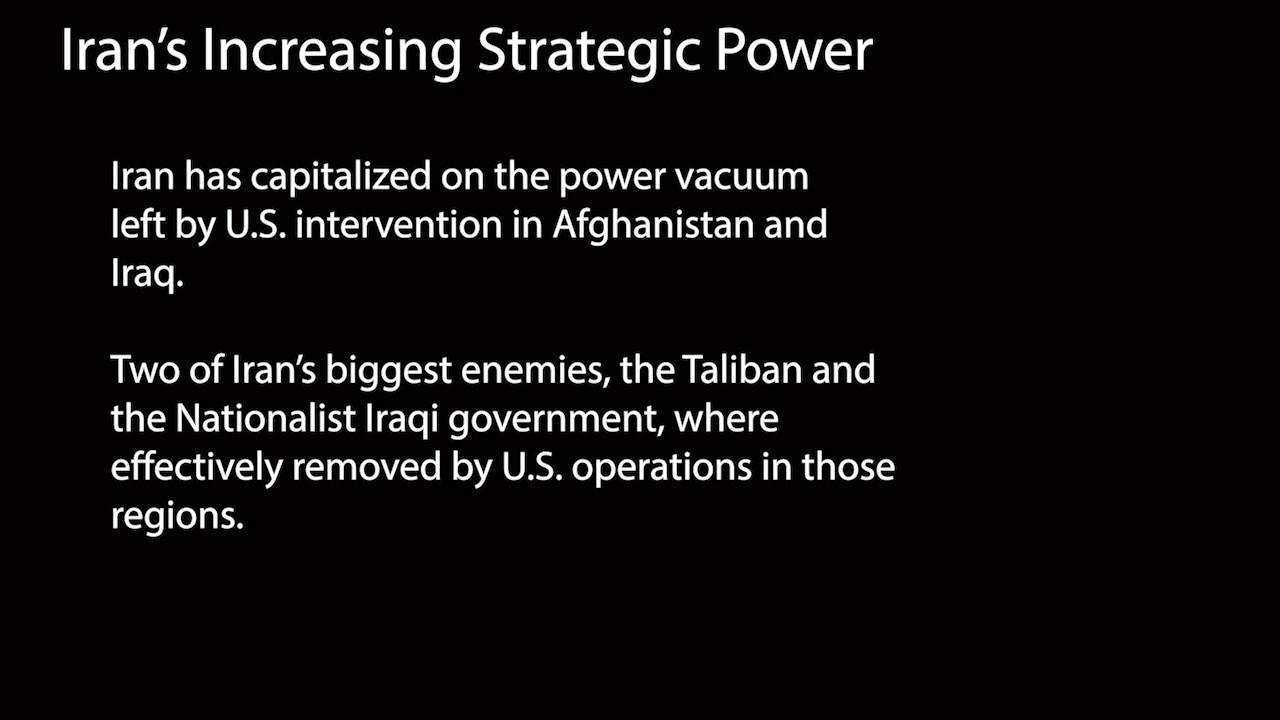 Iran’s Increasing Strategic Power
Iran has capitalized on the power vacuum
left by U.S. intervention in Afghanistan and
Iraq.
Two of Iran’s biggest enemies, the Taliban and
the Nationalist Iraqi government, where
effectively removed by U.S. operations in those
regions.